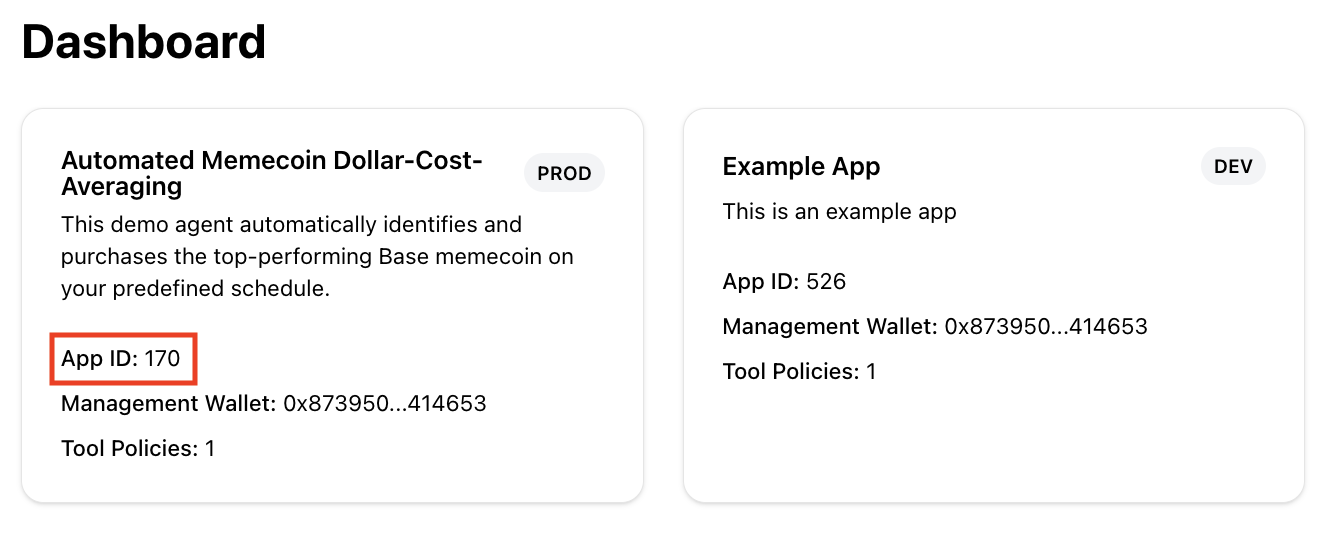 Dashboard
Automated Memecoin Dollar-Cost-
Averaging
PROD
This demo agent automatically identifies and
purchases the top-performing Base memecoin on
your predefined schedule.
App ID: 170
Management Wallet: 0x873950...414653
Tool Policies: 1
Example App
DEV
This is an example app
App ID: 526
Management Wallet: 0x873950...414653
Tool Policies: 1